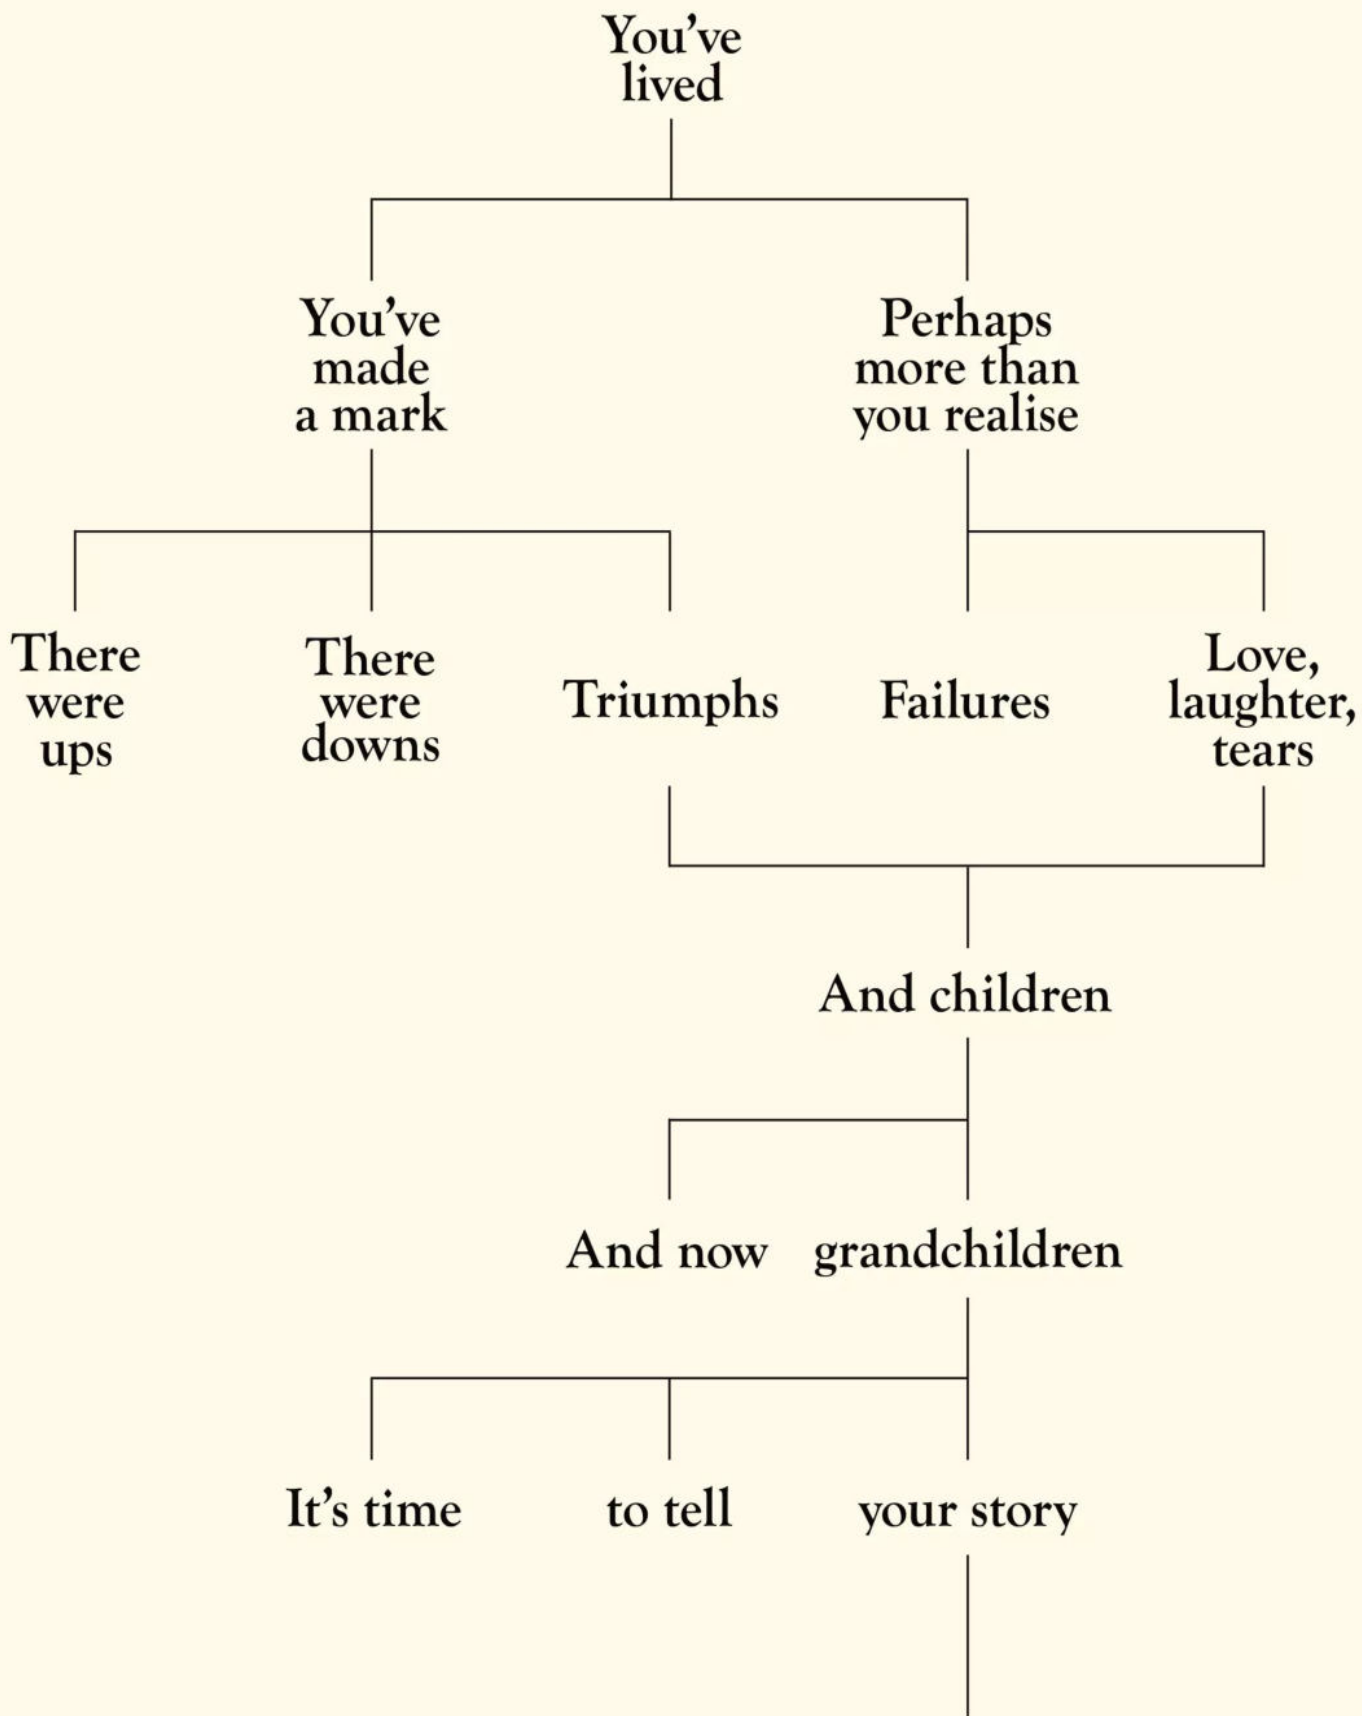 You've
lived
You've
made
a mark
Perhaps
more than
you realise
There
were
ups
There
were
downs
Triumphs
Failures
Love,
laughter,
tears
And children
And now grandchildren
It's time to tell your story